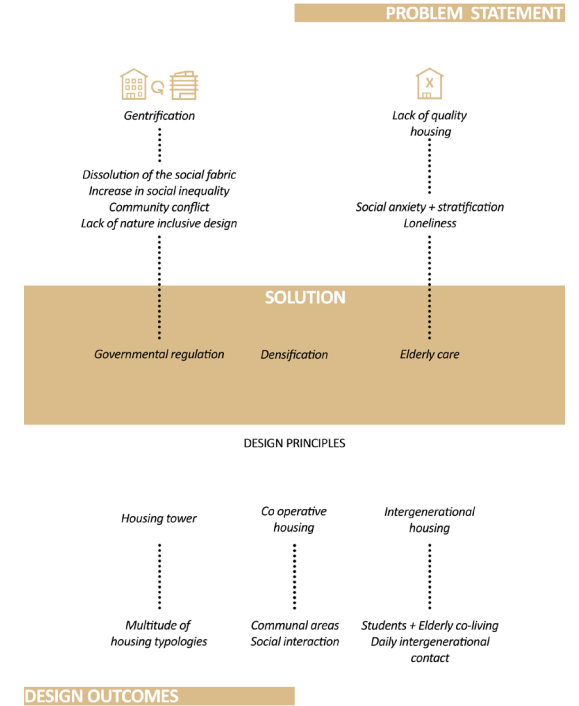 PROBLEM STATEMENT
X
Gentrification
Lack of quality
housing
Dissolution of the social fabric
Increase in social inequality
Community conflict
Lack of nature inclusive design
Social anxiety + stratification
Loneliness
SOLUTION
Governmental regulation
Densification
Elderly care
DESIGN PRINCIPLES
Housing tower
Co operative
housing
Intergenerational
housing
Multitude of
housing typologies
Communal areas
Social interaction
Students + Elderly co-living
Daily intergenerational
contact
DESIGN OUTCOMES